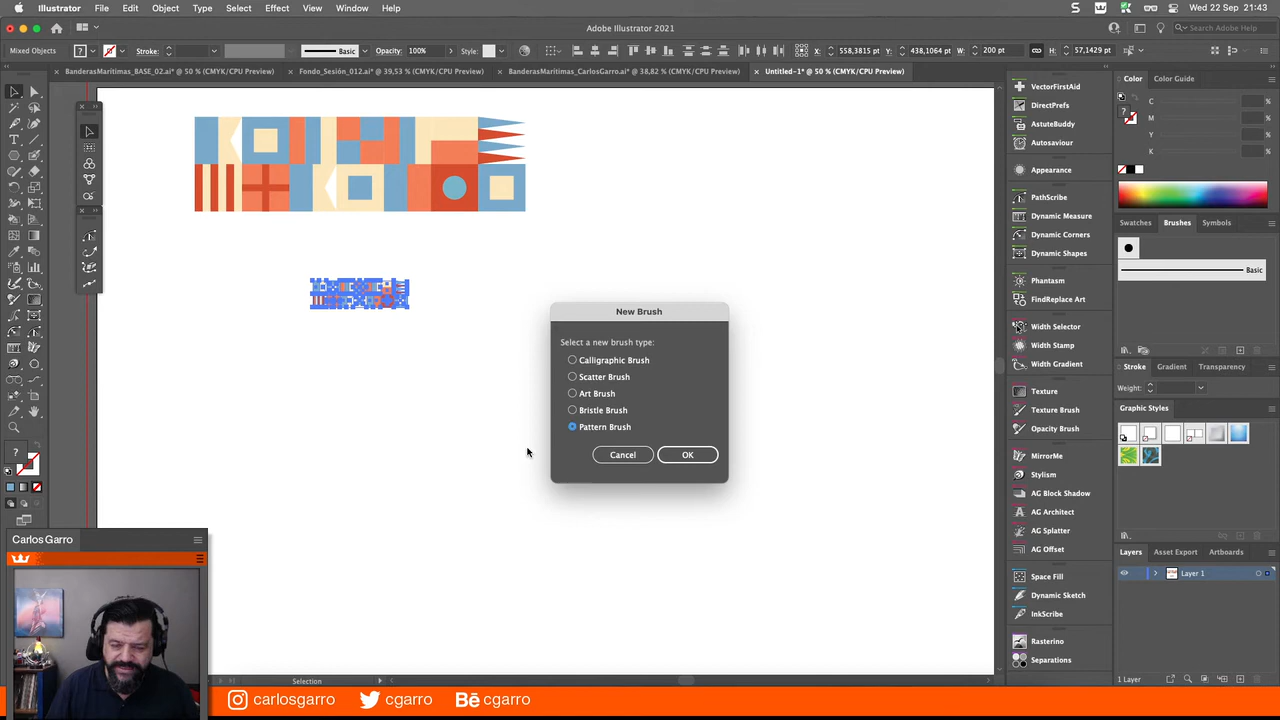 Illustrator File Edit Object Type Select Effect View Window Help
Wed 22 Sep 21:43
Adobe Illustrator 2021
Search Adobe Help
Mixed Objects Stroke: Basic Opacity: 100% Style: X: 558,3815 pt Y: 438,1064 pt W: 200 pt H: 57,1429 pt
BanderasMarítimas_BASE_02.ai* @ 50 % (CMYK/CPU Preview)
Fondo_Sesión_012.ai* @ 39,53 % (CMYK/CPU Preview)
BanderasMarítimas_CarlosGarro.ai* @ 38,82 % (CMYK/CPU Preview)
Untitled-1* @ 50 % (CMYK/CPU Preview)
VectorFirstAid
DirectPrefs
AstuteBuddy
Autosaviour
Appearance
PathScribe
Dynamic Measure
Dynamic Corners
Dynamic Shapes
Phantasm
FindReplace Art
Width Selector
Width Stamp
Width Gradient
Texture
Texture Brush
Opacity Brush
MirrorMe
Stylism
AG Block Shadow
AG Architect
AG Splatter
AG Offset
Space Fill
Dynamic Sketch
InkScribe
Rasterino
Separations
Color Color Guide
C
M
Y
K
%
%
%
%
Swatches Brushes Symbols
Basic
Stroke Gradient Transparency
Weight:
Graphic Styles
Layers Asset Export Artboards
Layer 1
1 Layer
New Brush
Select a new brush type:
Calligraphic Brush
Scatter Brush
Art Brush
Bristle Brush
Pattern Brush
Cancel OK
?
Carlos Garro
Selection
carlosgarro cgarro Bē cgarro